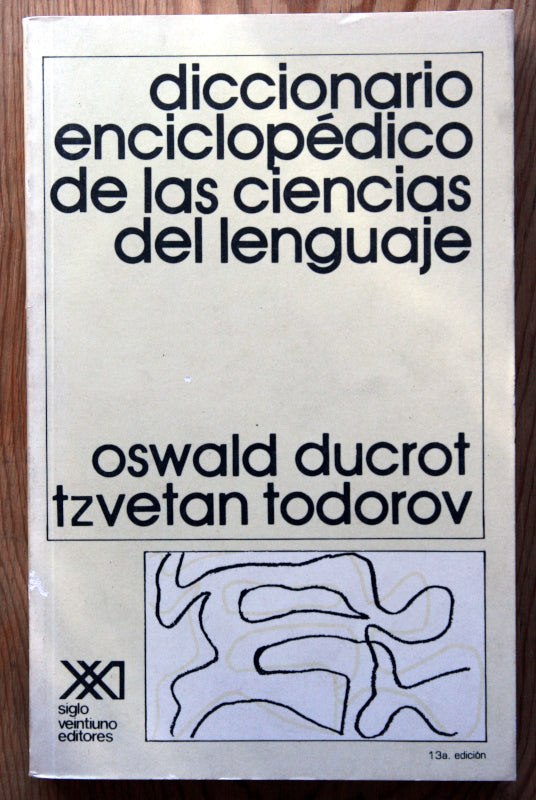 diccionario
enciclopédico
de las ciencias
del lenguaje
oswald ducrot
tzvetan todorov
siglo
veintiuno
editores
13a. edición